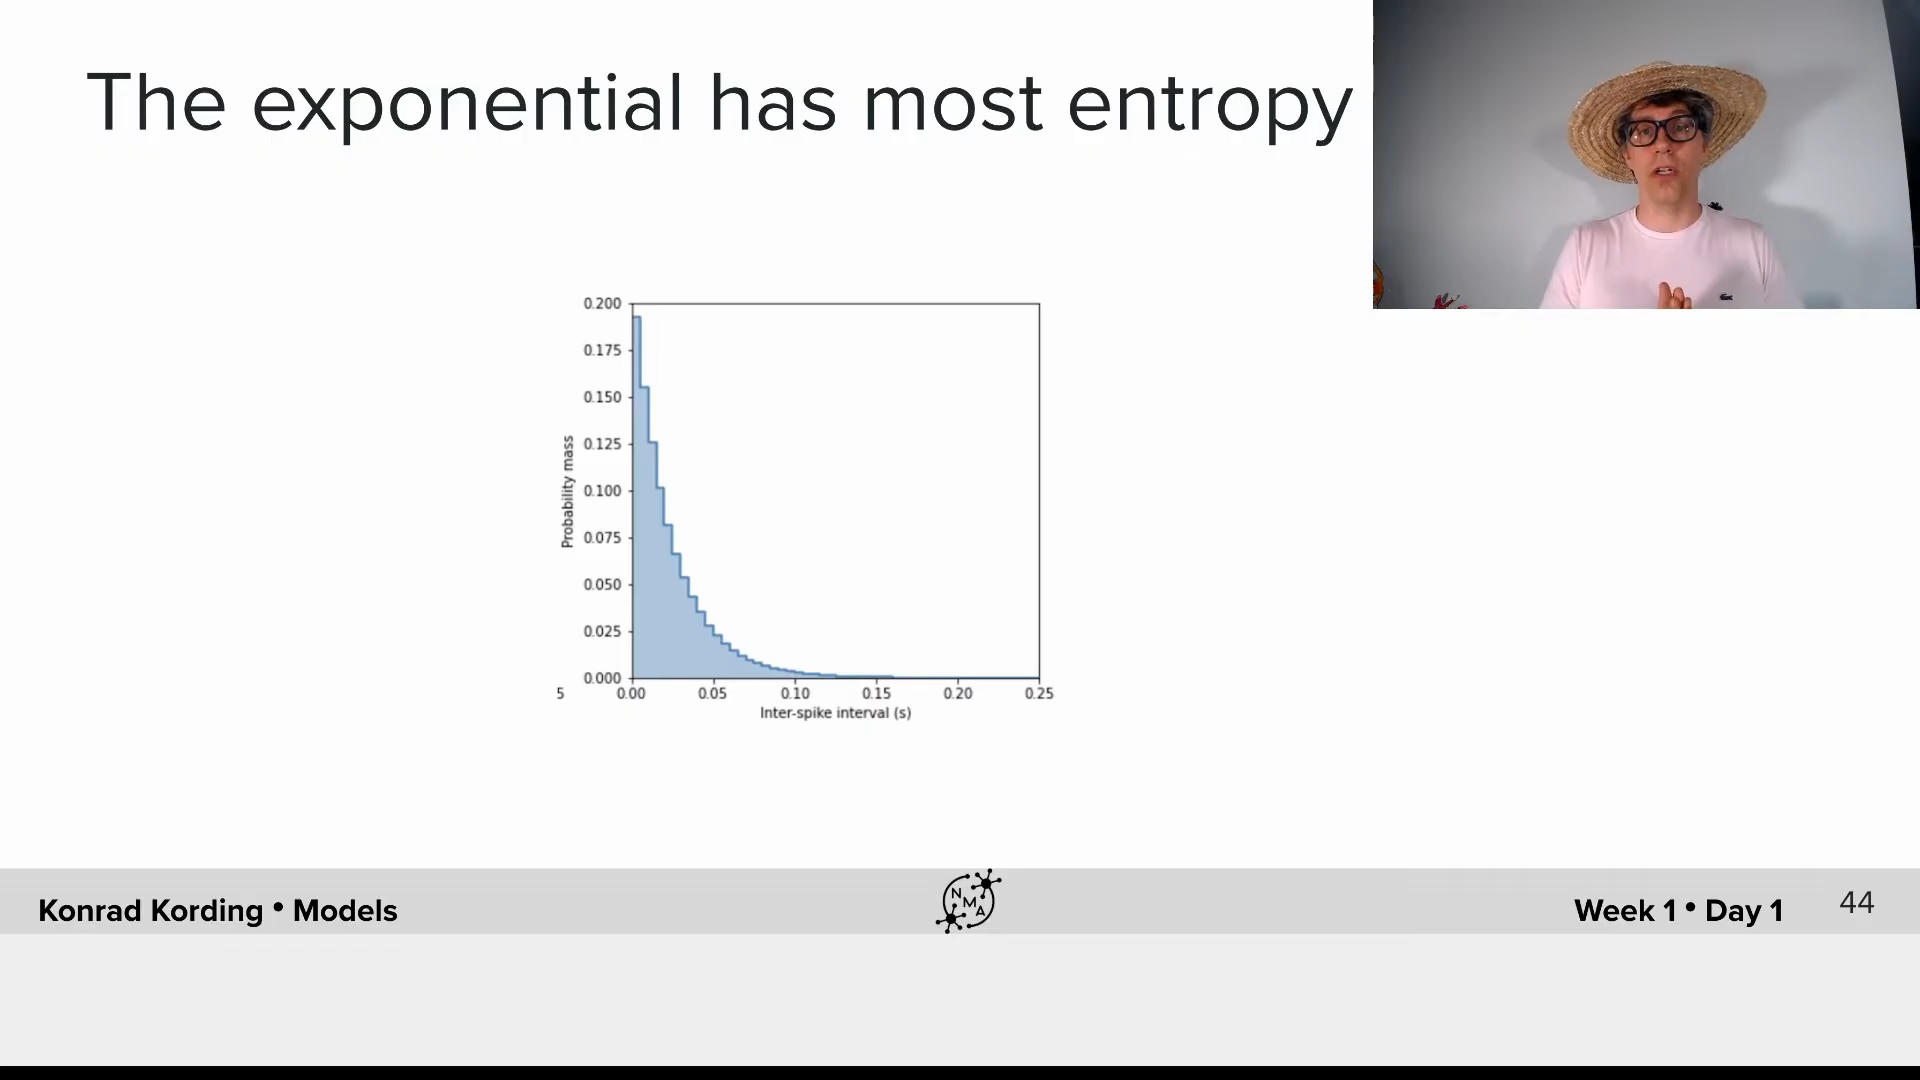 The exponential has most entropy
0.200
0.175
0.150
0.125
0.100
0.075
0.050
0.025
0.000
Probability mass
5
0.00 0.05 0.10 0.15 0.20 0.25
Inter-spike interval (s)
Konrad Kording • Models
N
M
A
Week 1 • Day 1
44